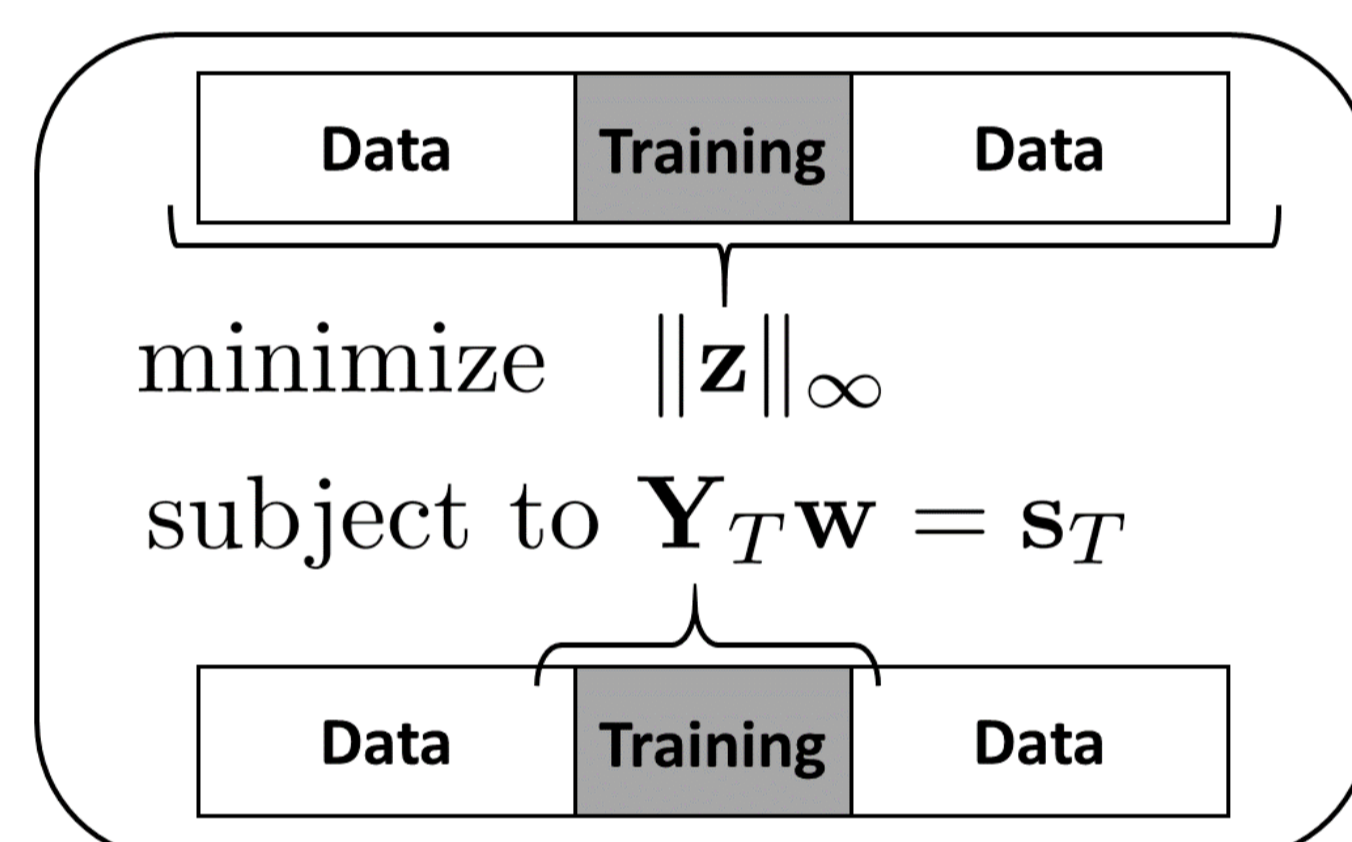 Data Training Data
minimize ‖z‖∞
subject to Y_T w = s_T
Data Training Data